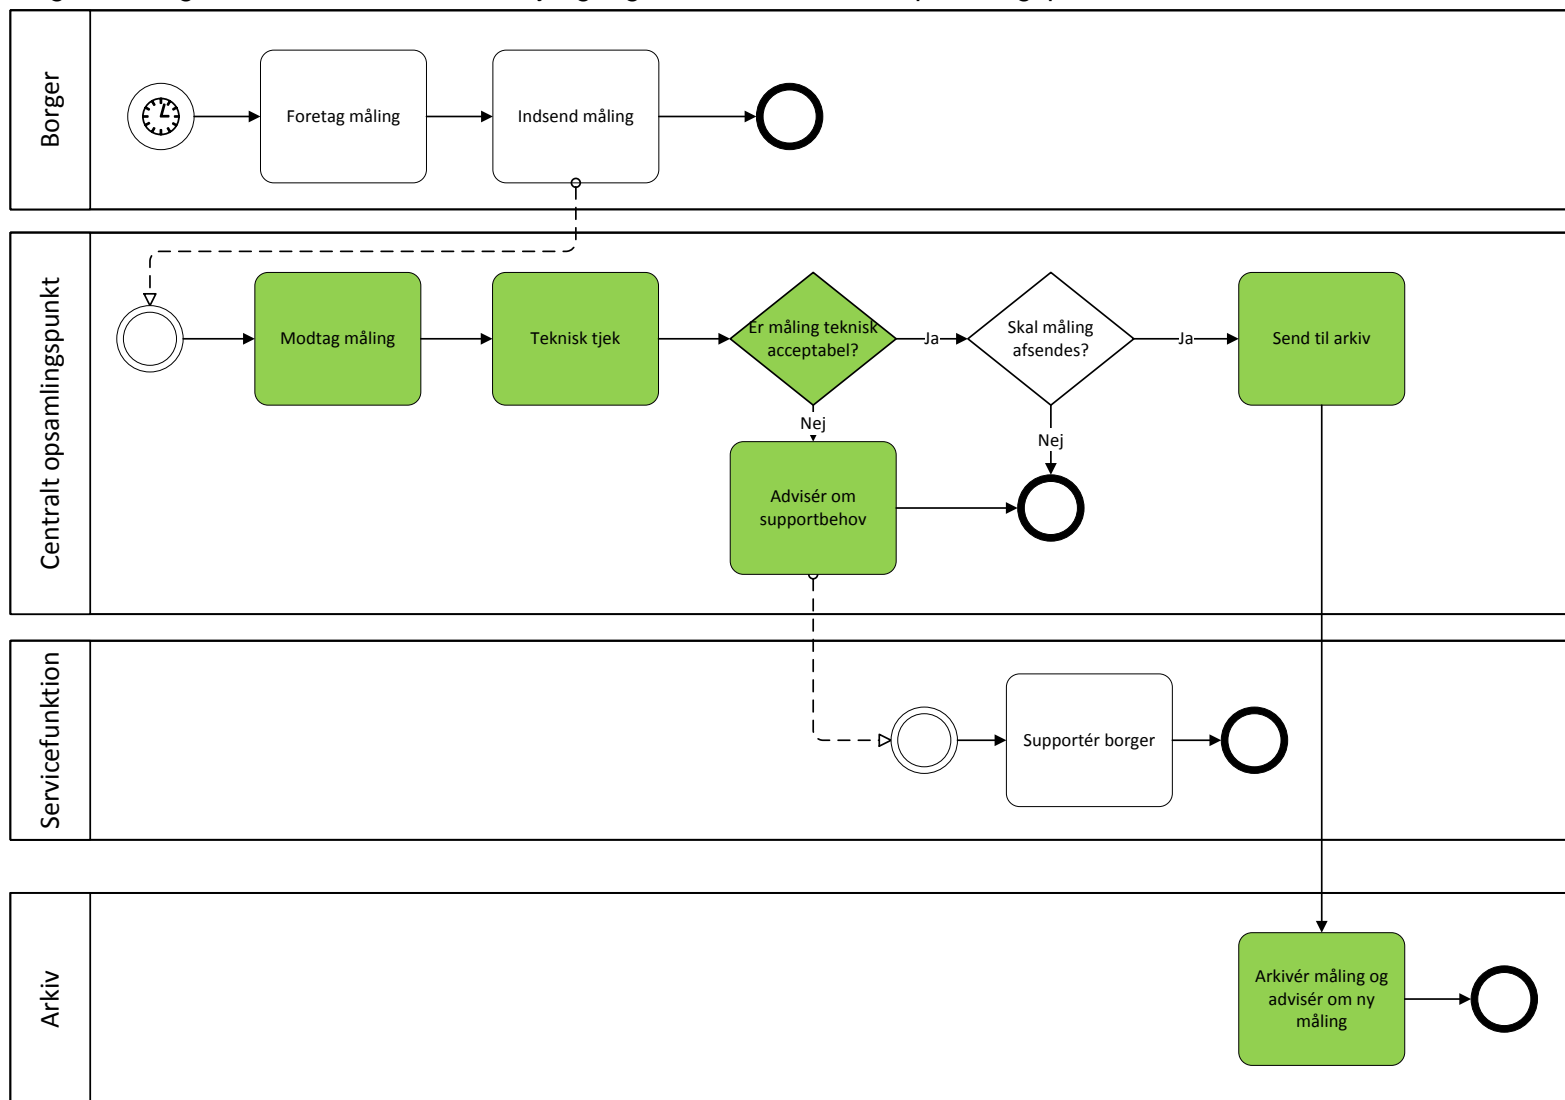 Borger
Foretag måling
Indsend måling
Centralt opsamlingspunkt
Modtag måling
Teknisk tjek
Er måling teknisk
acceptabel?
Ja
Skal måling
afsendes?
Ja
Send til arkiv
Nej
Nej
Advisér om
supportbehov
Servicefunktion
Supportér borger
Arkiv
Arkivér måling og
advisér om ny
måling